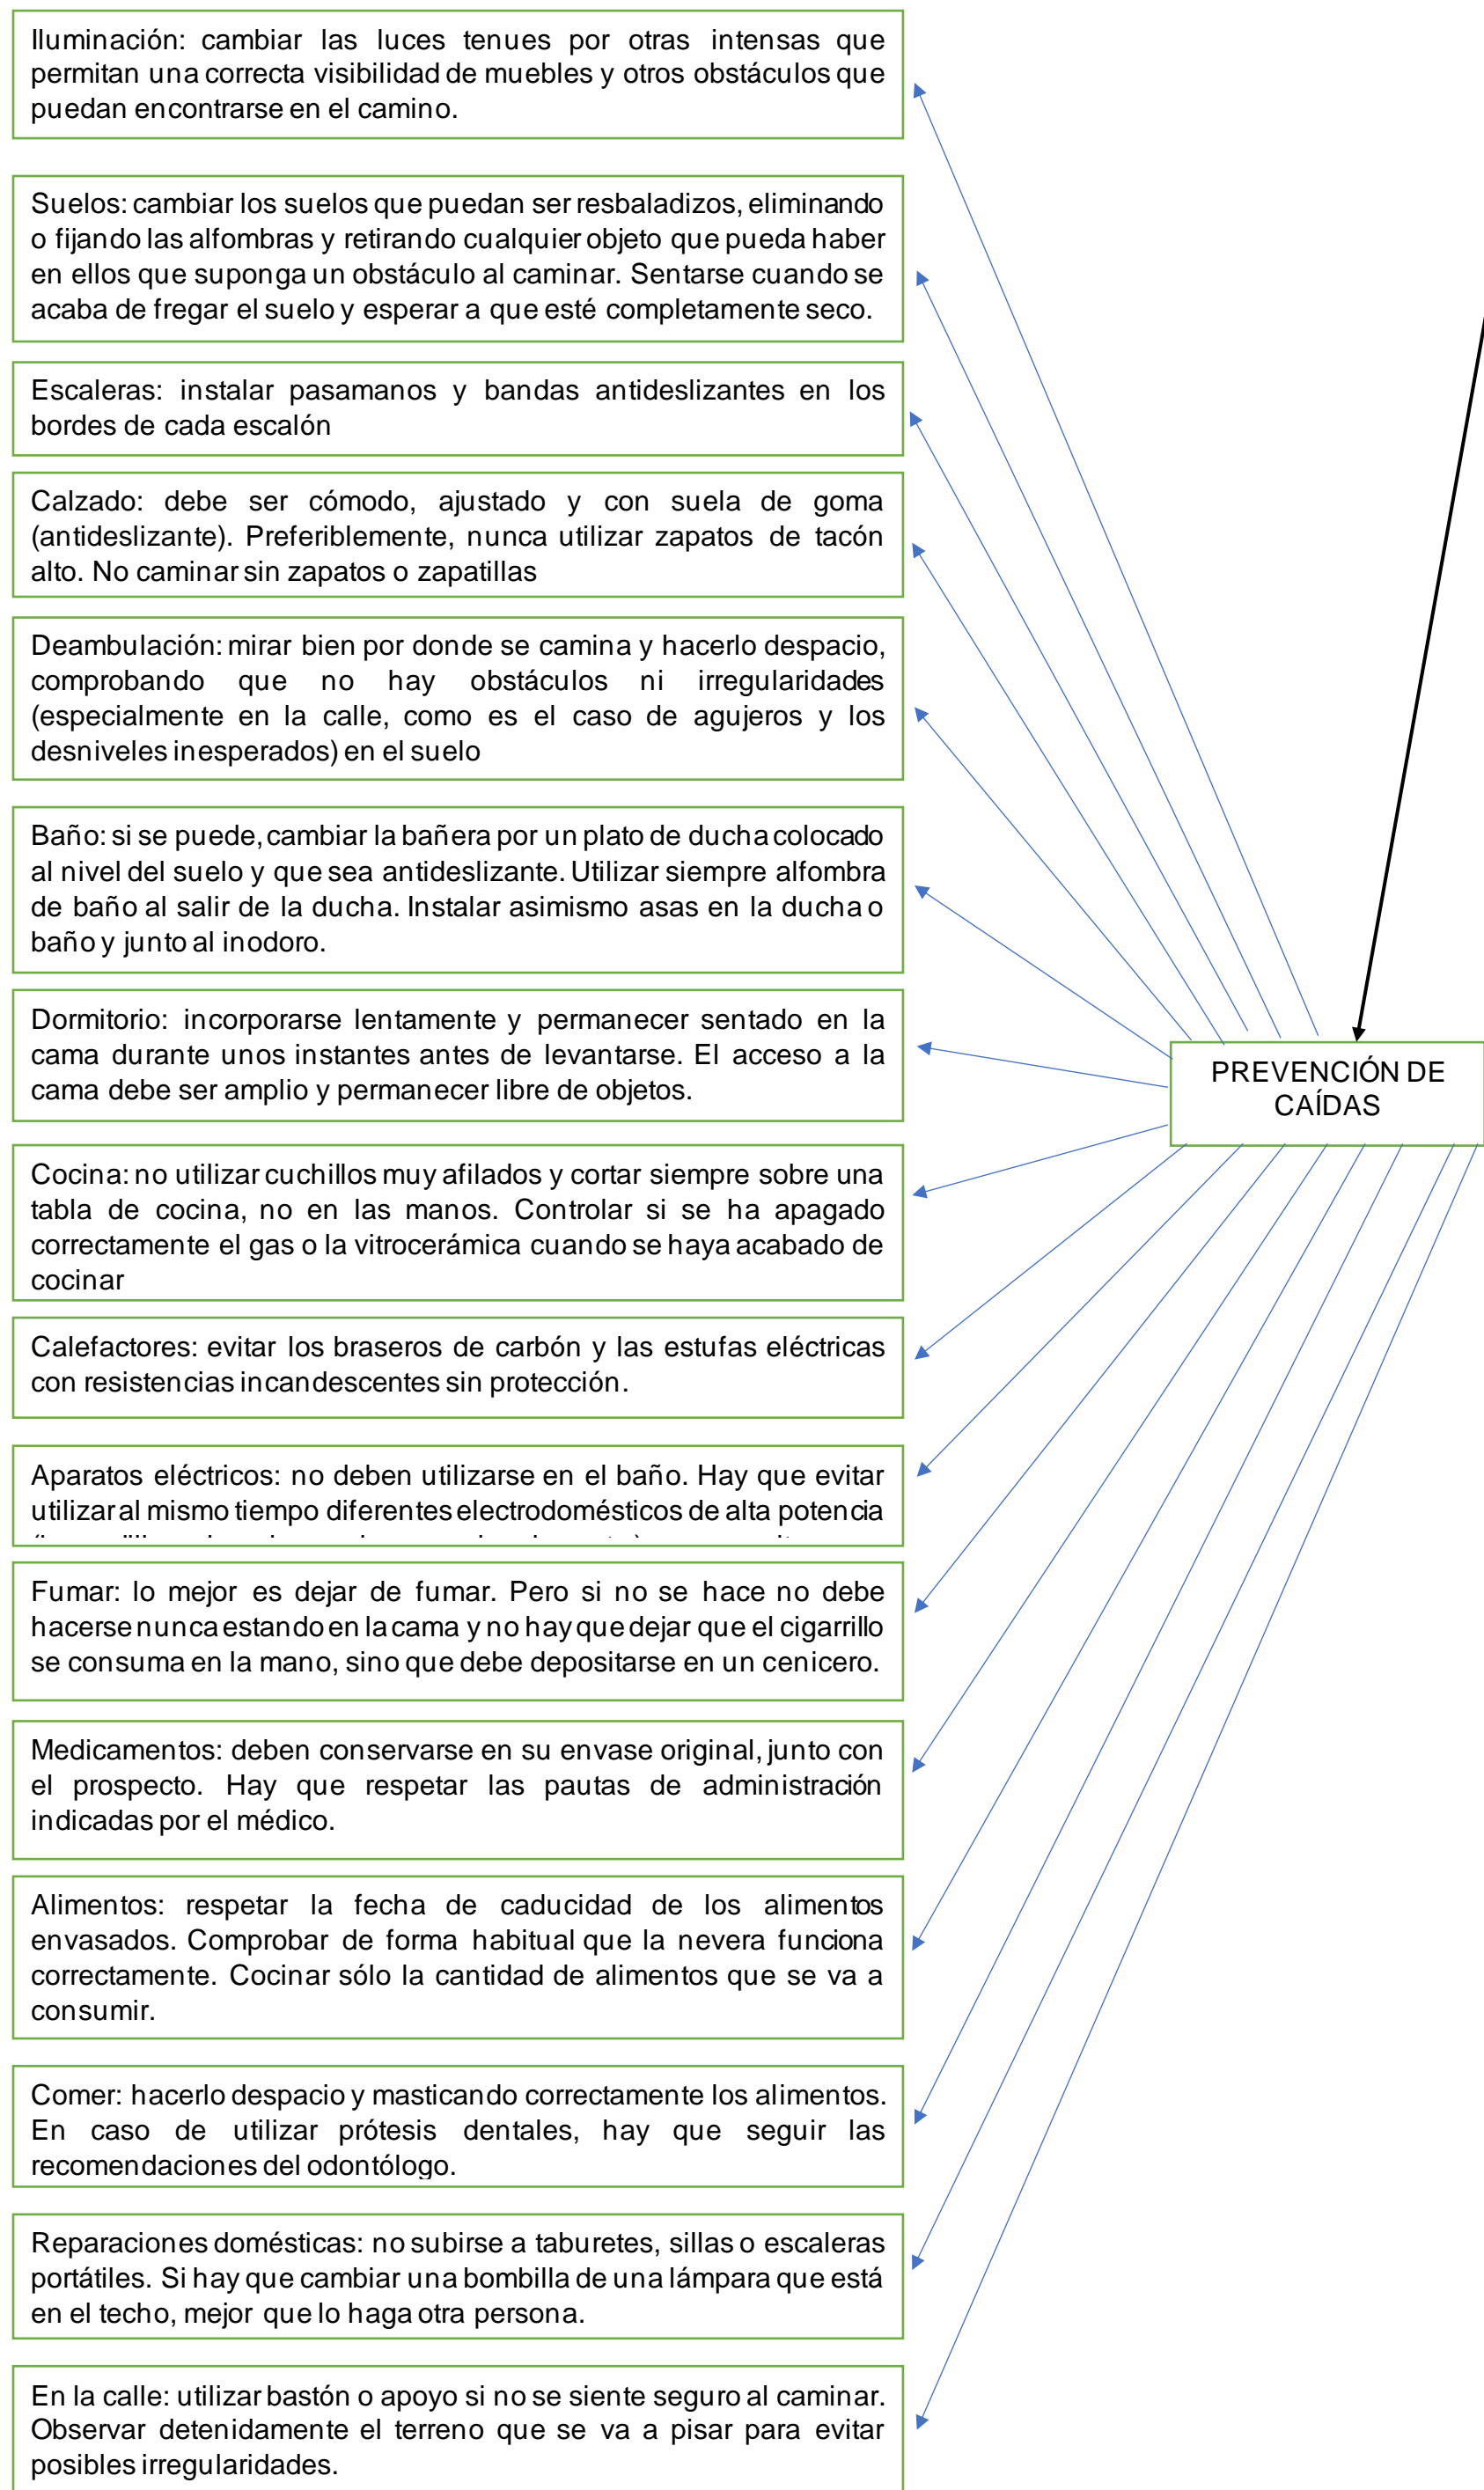 Iluminación: cambiar las luces tenues por otras intensas que
permitan una correcta visibilidad de muebles y otros obstáculos que
puedan encontrarse en el camino.
Suelos: cambiar los suelos que puedan ser resbaladizos, eliminando
o fijando las alfombras y retirando cualquier objeto que pueda haber
en ellos que suponga un obstáculo al caminar. Sentarse cuando se
acaba de fregar el suelo y esperar a que esté completamente seco.
Escaleras: instalar pasamanos y bandas antideslizantes en los
bordes de cada escalón
Calzado: debe ser cómodo, ajustado y con suela de goma
(antideslizante). Preferiblemente, nunca utilizar zapatos de tacón
alto. No caminar sin zapatos o zapatillas
Deambulación: mirar bien por donde se camina y hacerlo despacio,
comprobando que no hay obstáculos ni irregularidades
(especialmente en la calle, como es el caso de agujeros y los
desniveles inesperados) en el suelo
Baño: si se puede, cambiar la bañera por un plato de ducha colocado
al nivel del suelo y que sea antideslizante. Utilizar siempre alfombra
de baño al salir de la ducha. Instalar asimismo asas en la ducha o
baño y junto al inodoro.
Dormitorio: incorporarse lentamente y permanecer sentado en la
cama durante unos instantes antes de levantarse. El acceso a la
cama debe ser amplio y permanecer libre de objetos.
PREVENCIÓN DE
CAÍDAS
Cocina: no utilizar cuchillos muy afilados y cortar siempre sobre una
tabla de cocina, no en las manos. Controlar si se ha apagado
correctamente el gas o la vitrocerámica cuando se haya acabado de
cocinar
Calefactores: evitar los braseros de carbón y las estufas eléctricas
con resistencias incandescentes sin protección.
Aparatos eléctricos: no deben utilizarse en el baño. Hay que evitar
utilizar al mismo tiempo diferentes electrodomésticos de alta potencia
Fumar: lo mejor es dejar de fumar. Pero si no se hace no debe
hacerse nunca estando en la cama y no hay que dejar que el cigarrillo
se consuma en la mano, sino que debe depositarse en un cenicero.
Medicamentos: deben conservarse en su envase original, junto con
el prospecto. Hay que respetar las pautas de administración
indicadas por el médico.
Alimentos: respetar la fecha de caducidad de los alimentos
envasados. Comprobar de forma habitual que la nevera funciona
correctamente. Cocinar sólo la cantidad de alimentos que se va a
consumir.
Comer: hacerlo despacio y masticando correctamente los alimentos.
En caso de utilizar prótesis dentales, hay que seguir las
recomendaciones del odontólogo.
Reparaciones domésticas: no subirse a taburetes, sillas o escaleras
portátiles. Si hay que cambiar una bombilla de una lámpara que está
en el techo, mejor que lo haga otra persona.
En la calle: utilizar bastón o apoyo si no se siente seguro al caminar.
Observar detenidamente el terreno que se va a pisar para evitar
posibles irregularidades.